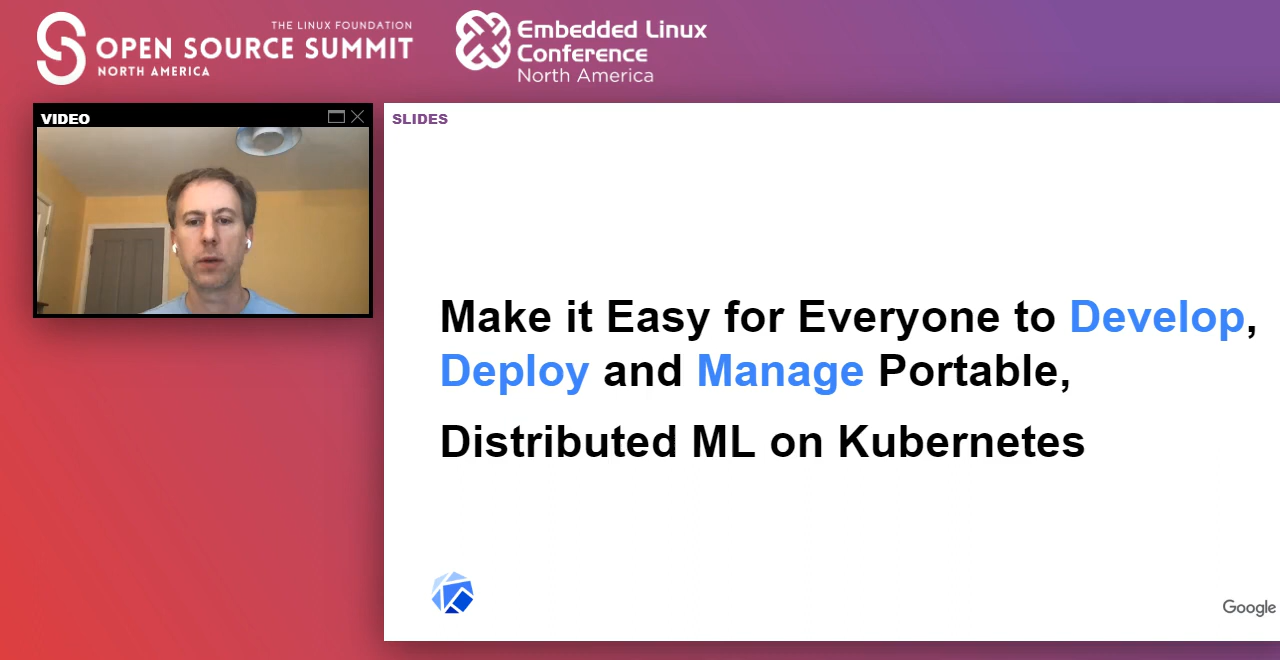 THE LINUX FOUNDATION
OPEN SOURCE SUMMIT
NORTH AMERICA
Embedded Linux
Conference
North America
VIDEO
SLIDES
Make it Easy for Everyone to Develop,
Deploy and Manage Portable,
Distributed ML on Kubernetes
Google